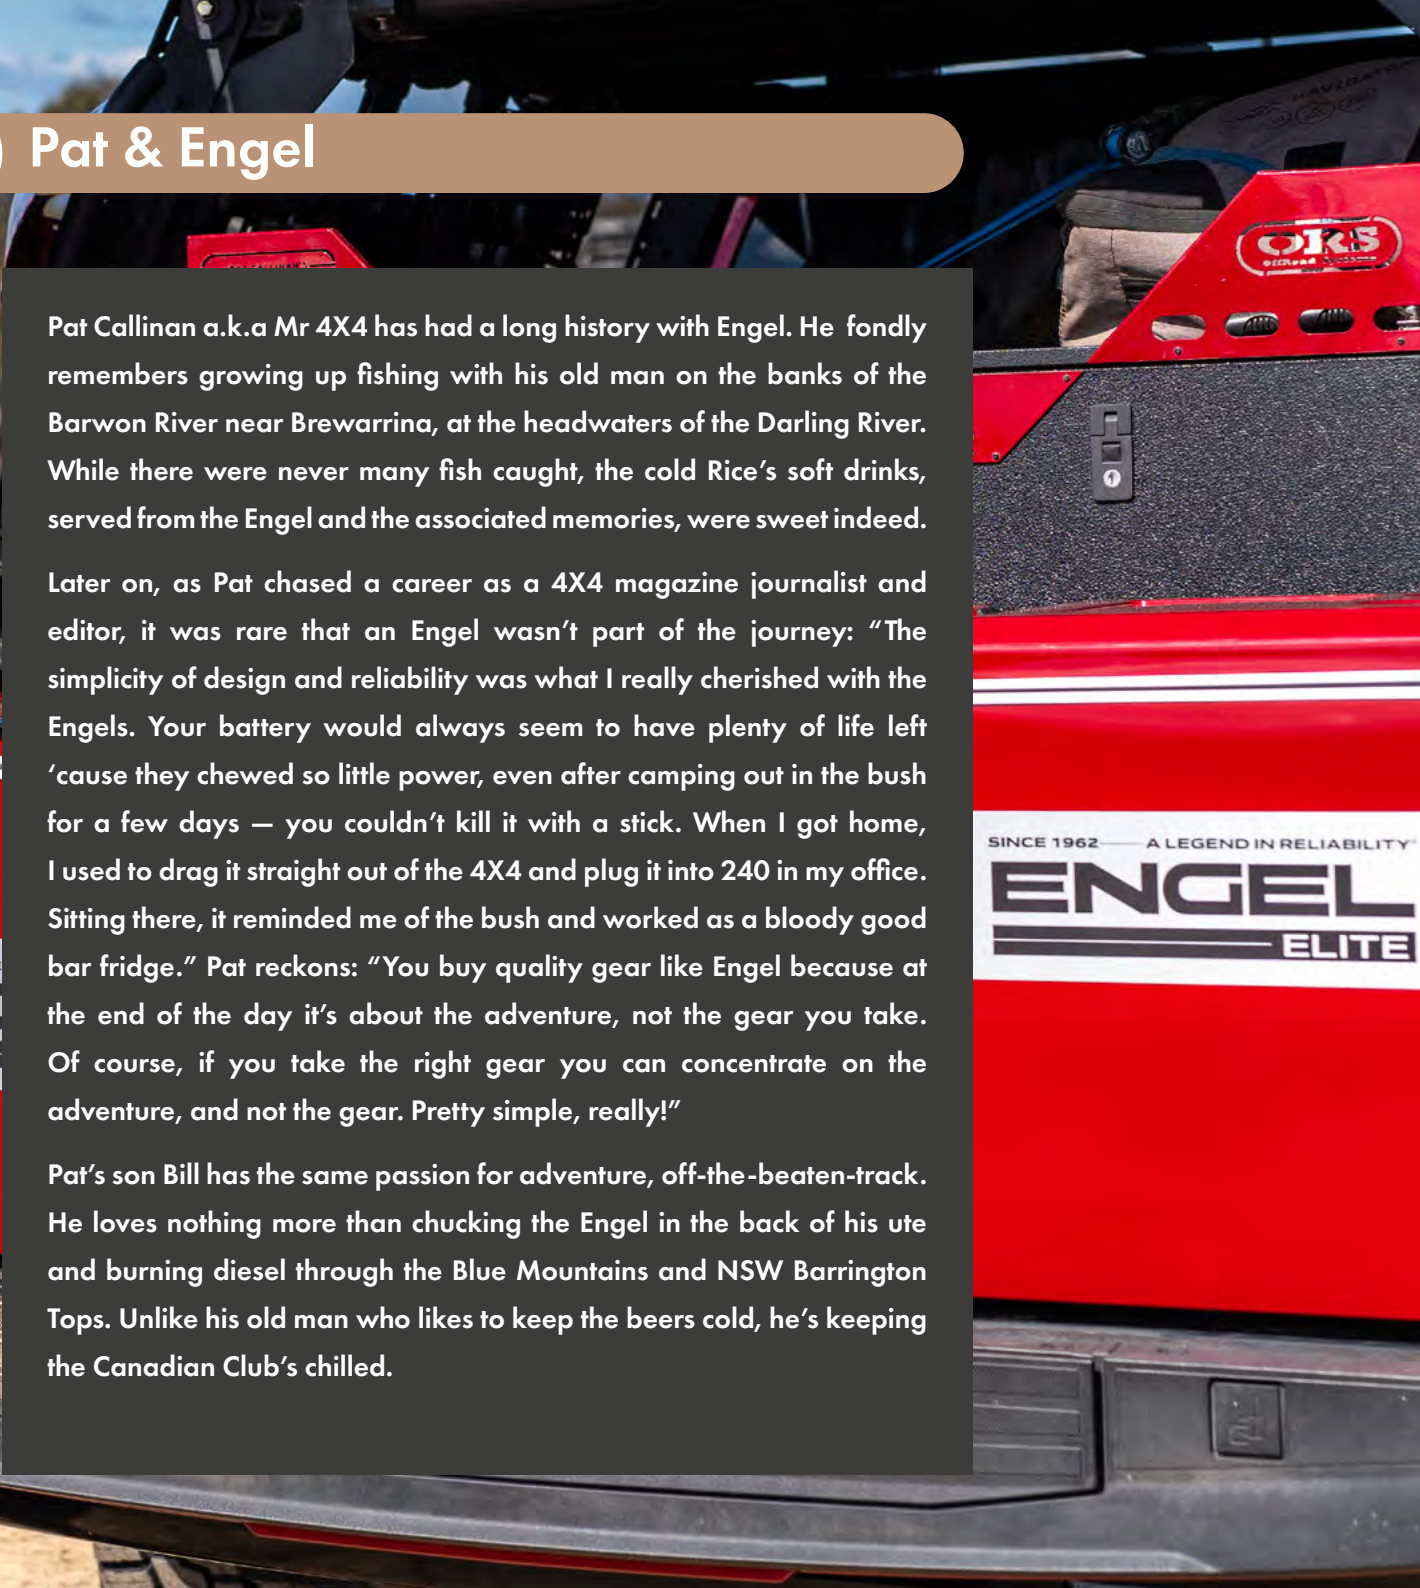 Pat & Engel
Pat Callinan a.k.a Mr 4X4 has had a long history with Engel. He fondly
remembers growing up fishing with his old man on the banks of the
Barwon River near Brewarrina, at the headwaters of the Darling River.
While there were never many fish caught, the cold Rice’s soft drinks,
served from the Engel and the associated memories, were sweet indeed.
Later on, as Pat chased a career as a 4X4 magazine journalist and
editor, it was rare that an Engel wasn’t part of the journey: “The
simplicity of design and reliability was what I really cherished with the
Engels. Your battery would always seem to have plenty of life left
‘cause they chewed so little power, even after camping out in the bush
for a few days — you couldn’t kill it with a stick. When I got home,
I used to drag it straight out of the 4X4 and plug it into 240 in my office.
Sitting there, it reminded me of the bush and worked as a bloody good
bar fridge.” Pat reckons: “You buy quality gear like Engel because at
the end of the day it’s about the adventure, not the gear you take.
Of course, if you take the right gear you can concentrate on the
adventure, and not the gear. Pretty simple, really!”
Pat’s son Bill has the same passion for adventure, off-the-beaten-track.
He loves nothing more than chucking the Engel in the back of his ute
and burning diesel through the Blue Mountains and NSW Barrington
Tops. Unlike his old man who likes to keep the beers cold, he’s keeping
the Canadian Club’s chilled.
NAVIGATOR
ORS
OffRoad Systems
SINCE 1962 A LEGEND IN RELIABILITY
ENGEL
ELITE